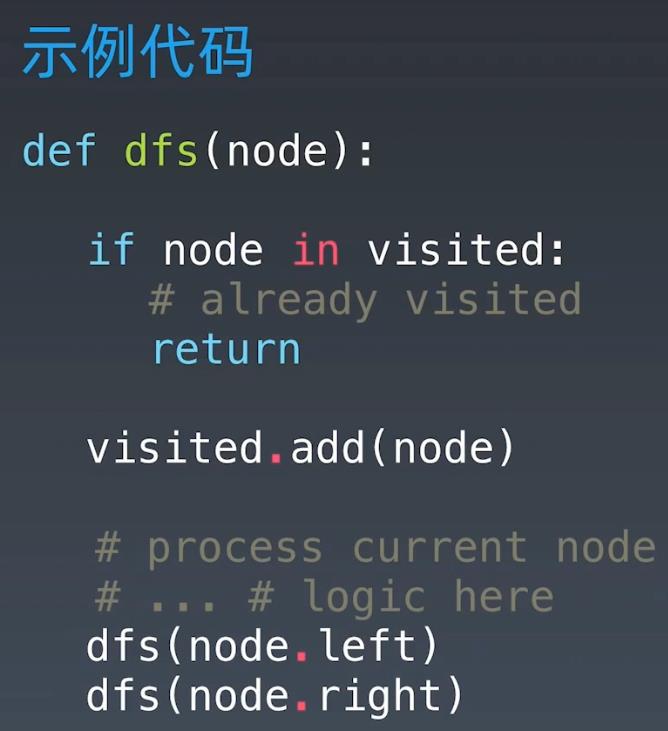 示例代码
def dfs(node):
if node in visited:
# already visited
return
visited.add(node)
# process current node
# ... # logic here
dfs(node.left)
dfs(node.right)